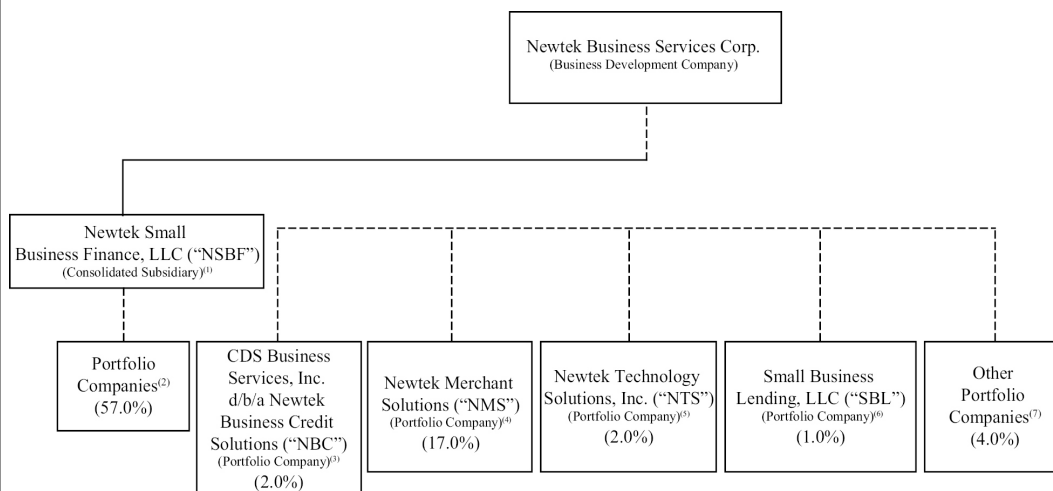 Newtek Business Services Corp.
(Business Development Company)
Newtek Small
Business Finance, LLC (“NSBF”)
(Consolidated Subsidiary)(1)
Portfolio
Companies(2)
(57.0%)
CDS Business
Services, Inc.
d/b/a Newtek
Business Credit
Solutions (“NBC”)
(Portfolio Company)(3)
(2.0%)
Newtek Merchant
Solutions (“NMS”)
(Portfolio Company)(4)
(17.0%)
Newtek Technology
Solutions, Inc. (“NTS”)
(Portfolio Company)(5)
(2.0%)
Small Business
Lending, LLC (“SBL”)
(Portfolio Company)(6)
(1.0%)
Other
Portfolio
Companies(7)
(4.0%)